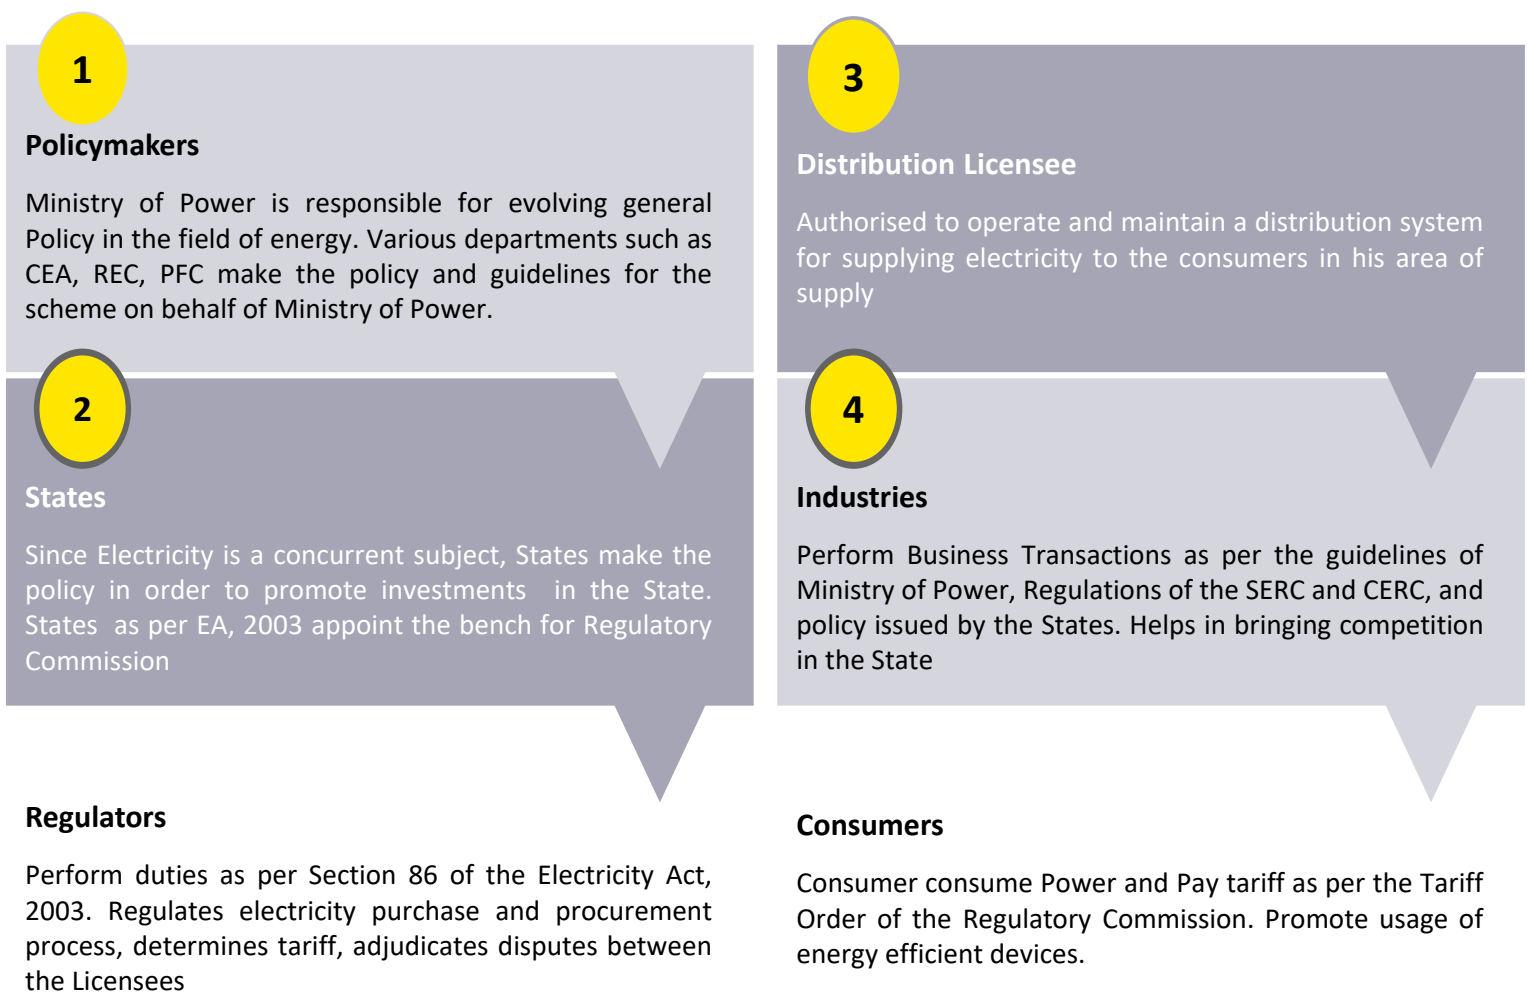 1
Policymakers
Ministry of Power is responsible for evolving general
Policy in the field of energy. Various departments such as
CEA, REC, PFC make the policy and guidelines for the
scheme on behalf of Ministry of Power.
2
States
Since Electricity is a concurrent subject, States make the
policy in order to promote investments in the State.
States as per EA, 2003 appoint the bench for Regulatory
Commission
Regulators
Perform duties as per Section 86 of the Electricity Act,
2003. Regulates electricity purchase and procurement
process, determines tariff, adjudicates disputes between
the Licensees
3
Distribution Licensee
Authorised to operate and maintain a distribution system
for supplying electricity to the consumers in his area of
supply
4
Industries
Perform Business Transactions as per the guidelines of
Ministry of Power, Regulations of the SERC and CERC, and
policy issued by the States. Helps in bringing competition
in the State
Consumers
Consumer consume Power and Pay tariff as per the Tariff
Order of the Regulatory Commission. Promote usage of
energy efficient devices.